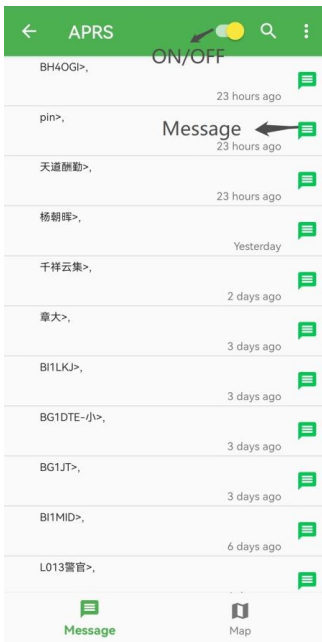 APRS
ON/OFF
BH4OGI>,
23 hours ago
pin>,
Message
23 hours ago
天道酬勤>,
23 hours ago
杨朝晖>,
Yesterday
千祥云集>,
2 days ago
章大>,
3 days ago
BI1LKJ>,
3 days ago
BG1DTE-小>,
3 days ago
BG1JT>,
3 days ago
BI1MID>,
6 days ago
L013警官>,
Message
Map